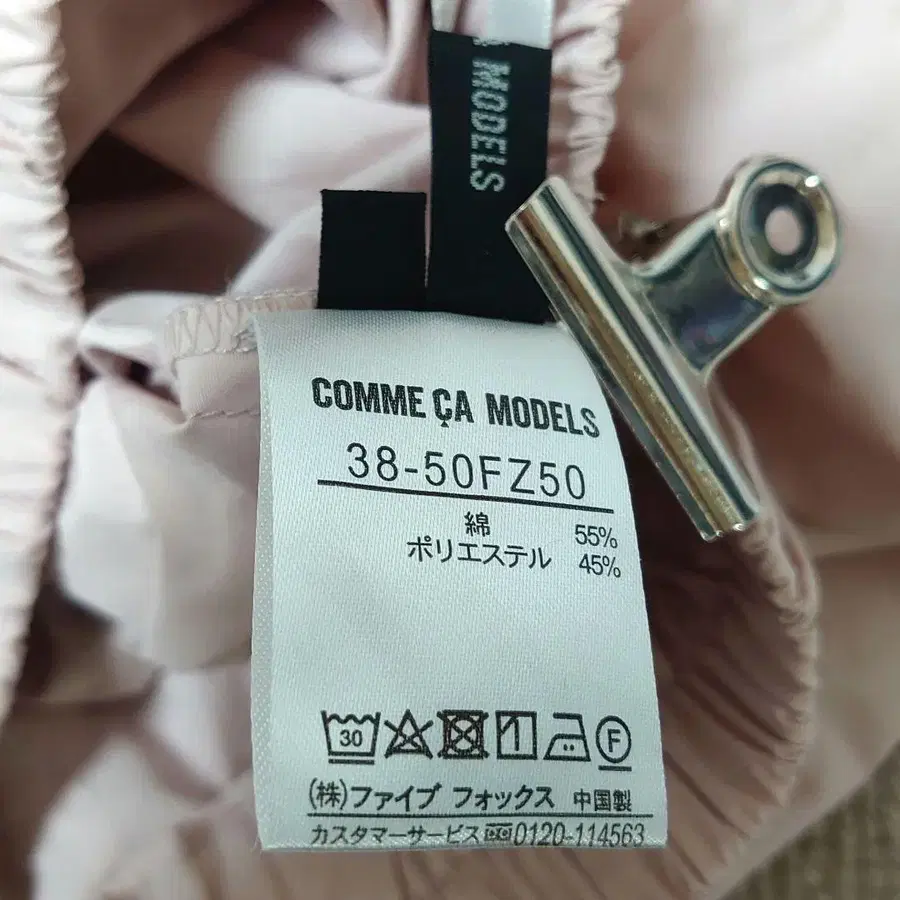 MODELS
COMME ÇA MODELS
38-50FZ50
綿 55%
ポリエステル 45%
30 F
(株)ファイブ フォックス 中国製
カスタマーサービス 0120-114563